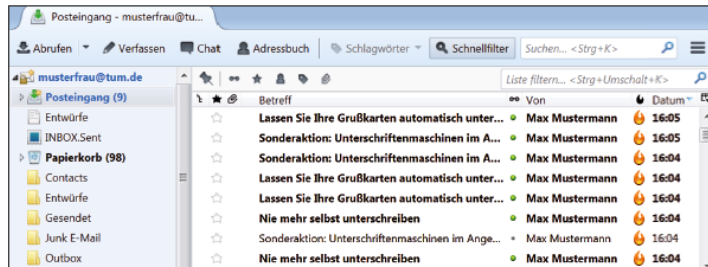 Posteingang - musterfrau@tu...
Abrufen Verfassen Chat Adressbuch Schlagwörter Schnellfilter Suchen... <Strg+K>
musterfrau@tum.de Liste filtern... <Strg+Umschalt+K>
Posteingang (9) Betreff Von Datum
Entwürfe Lassen Sie Ihre Grußkarten automatisch unter... Max Mustermann 16:05
INBOX.Sent Sonderaktion: Unterschriftenmaschinen im A... Max Mustermann 16:05
Papierkorb (98) Sonderaktion: Unterschriftenmaschinen im A... Max Mustermann 16:04
Contacts Lassen Sie Ihre Grußkarten automatisch unter... Max Mustermann 16:04
Entwürfe Lassen Sie Ihre Grußkarten automatisch unter... Max Mustermann 16:04
Gesendet Nie mehr selbst unterschreiben Max Mustermann 16:04
Junk E-Mail Sonderaktion: Unterschriftenmaschinen im Ange... Max Mustermann 16:04
Outbox Nie mehr selbst unterschreiben Max Mustermann 16:04